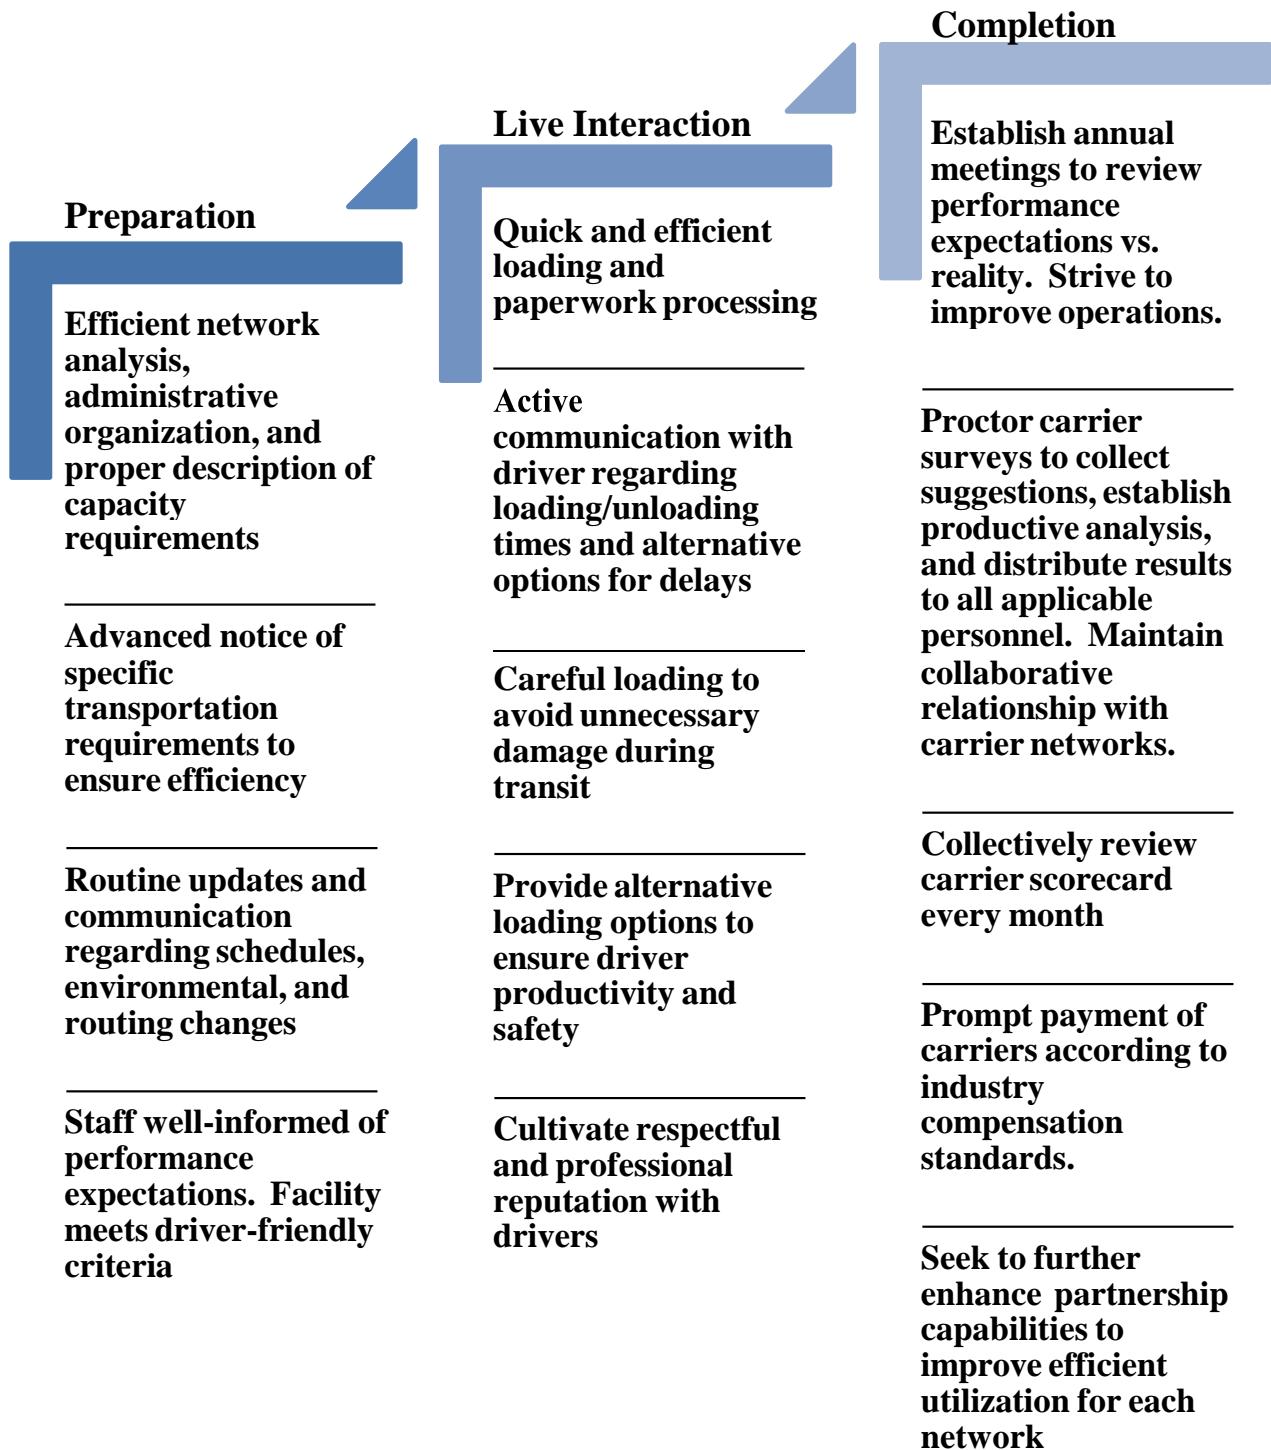 Preparation
Efficient network
analysis,
administrative
organization, and
proper description of
capacity
requirements
Advanced notice of
specific
transportation
requirements to
ensure efficiency
Routine updates and
communication
regarding schedules,
environmental, and
routing changes
Staff well-informed of
performance
expectations.  Facility
meets driver-friendly
criteria
Live Interaction
Quick and efficient
loading and
paperwork processing
Active
communication with
driver regarding
loading/unloading
times and alternative
options for delays
Careful loading to
avoid unnecessary
damage during
transit
Provide alternative
loading options to
ensure driver
productivity and
safety
Cultivate respectful
and professional
reputation with
drivers
Completion
Establish annual
meetings to review
performance
expectations vs.
reality.  Strive to
improve operations.
Proctor carrier
surveys to collect
suggestions, establish
productive analysis,
and distribute results
to all applicable
personnel.  Maintain
collaborative
relationship with
carrier networks.
Collectively review
carrier scorecard
every month
Prompt payment of
carriers according to
industry
compensation
standards.
Seek to further
enhance  partnership
capabilities to
improve efficient
utilization for each
network